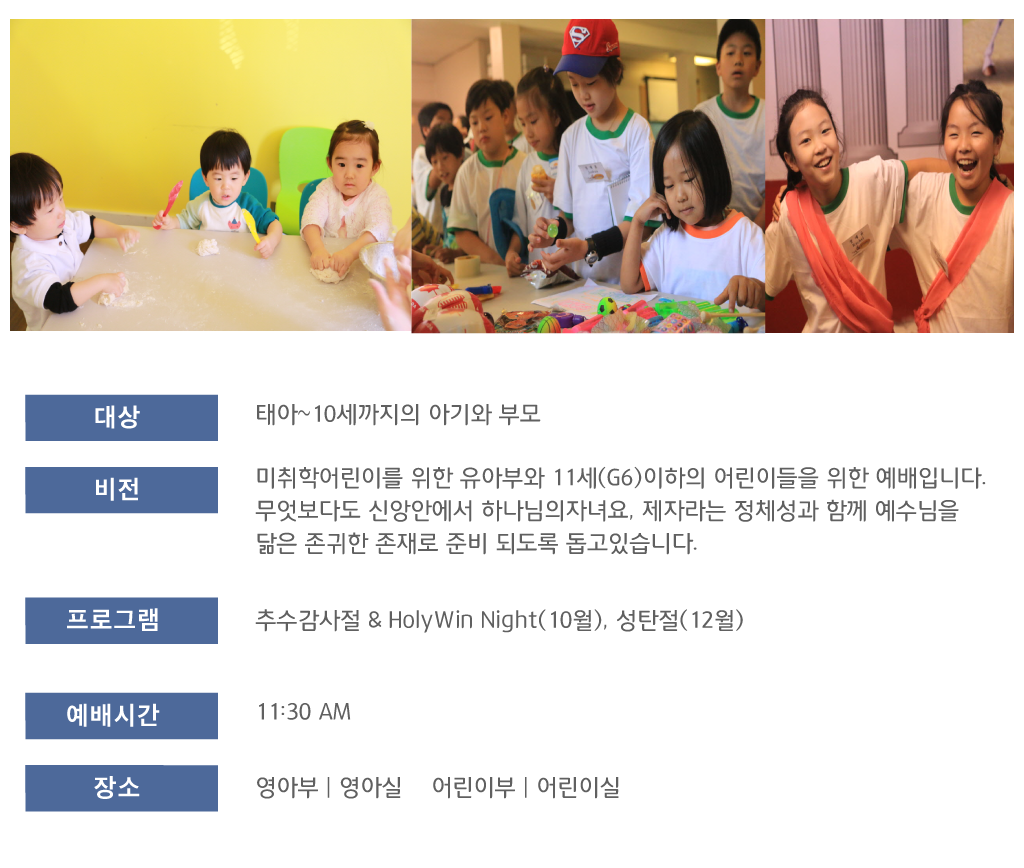 대상
태아~10세까지의 아기와 부모
비전
미취학어린이를 위한 유아부와 11세(G6)이하의 어린이들을 위한 예배입니다.
무엇보다도 신앙안에서 하나님의자녀요, 제자라는 정체성과 함께 예수님을
닮은 존귀한 존재로 준비 되도록 돕고있습니다.
프로그램
추수감사절 & HolyWin Night(10월), 성탄절(12월)
예배시간
11:30 AM
장소
영아부 | 영아실 어린이부 | 어린이실